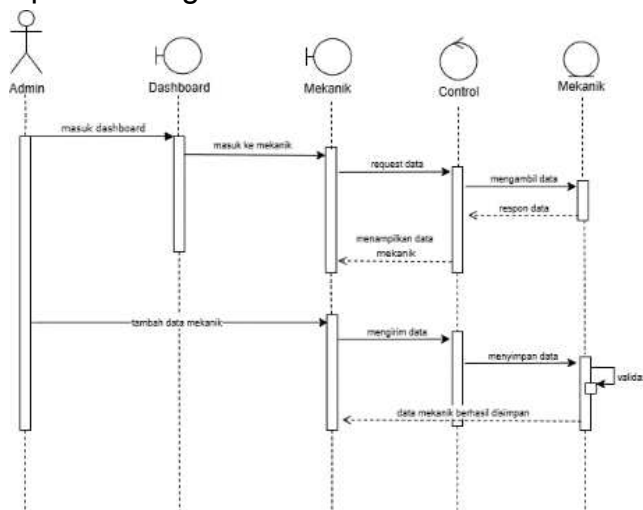 Admin
Dashboard
Mekanik
Control
Mekanik
masuk dashboard
masuk ke mekanik
request data
mengambil data
respon data
menampilkan data
mekanik
tambah data mekanik
mengirim data
menyimpan data
valida
data mekanik berhasil disimpan